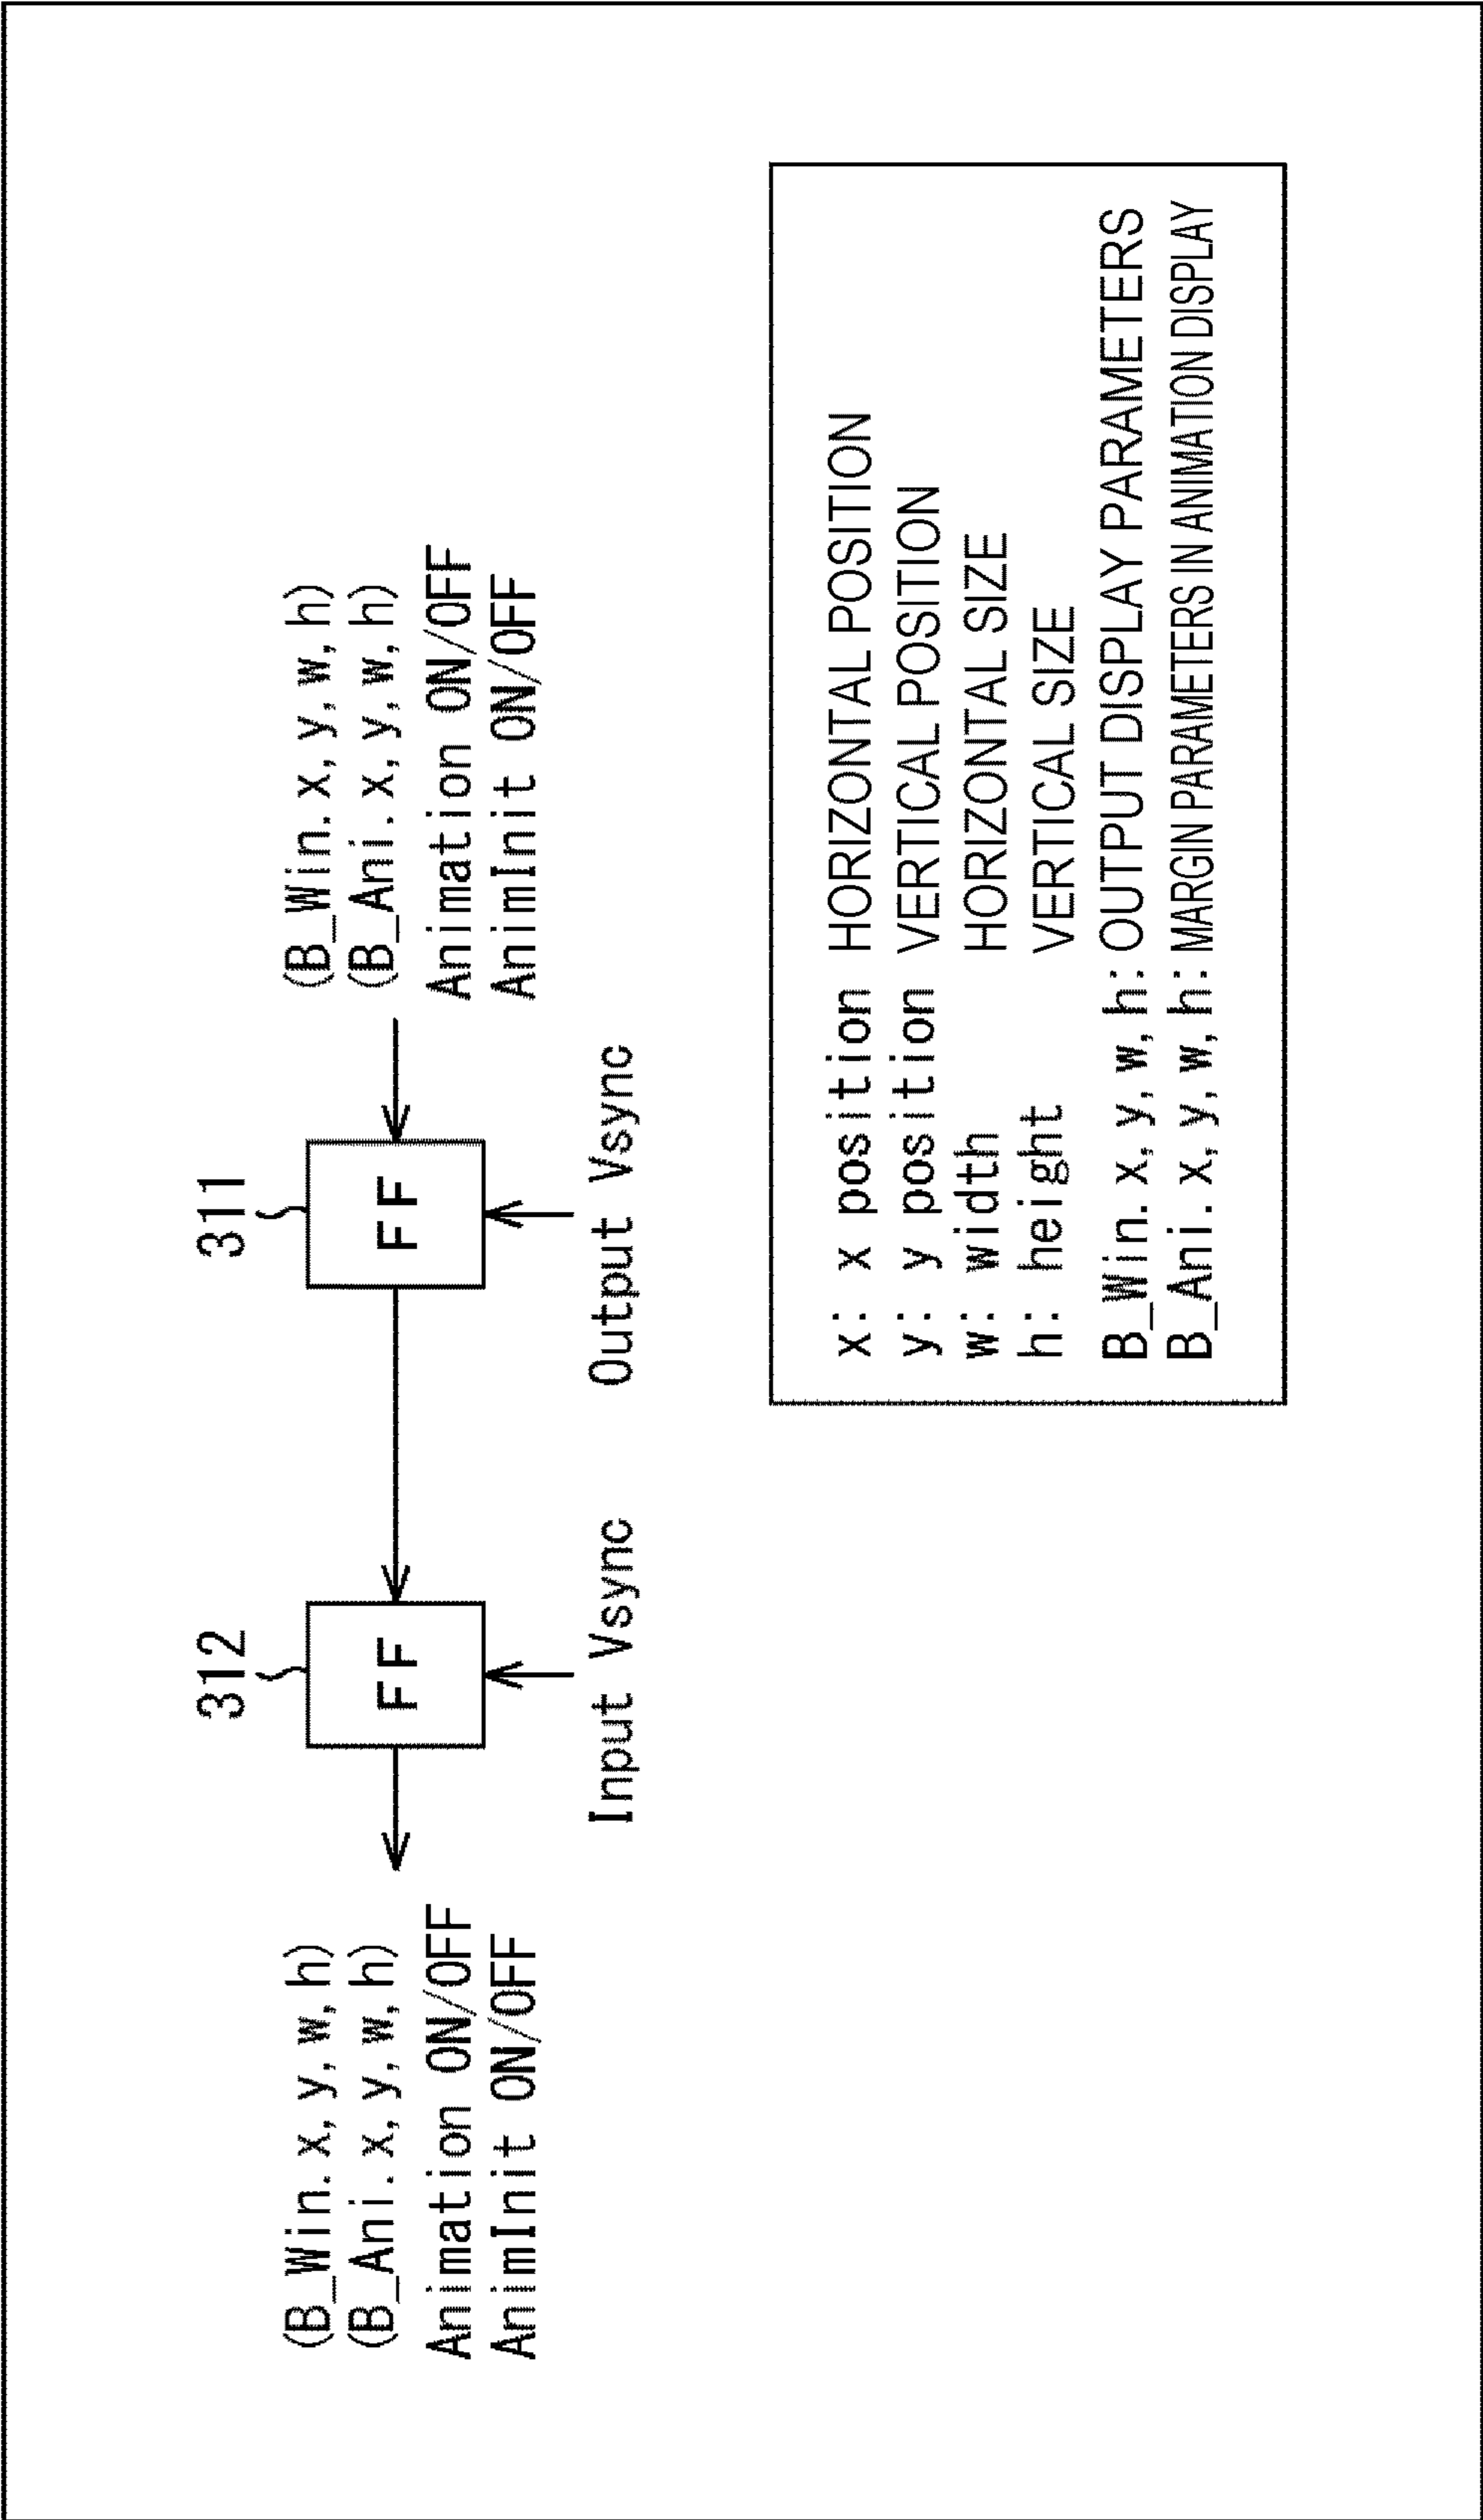 312
311
(B_Win. x, y, w, h)
(B_Ani. x, y, w, h)
Animation ON/OFF
AnimInit ON/OFF
FF
FF
(B_Win. x, y, w, h)
(B_Ani. x, y, w, h)
Animation ON/OFF
AnimInit ON/OFF
Input Vsync
Output Vsync
x: x position HORIZONTAL POSITION
y: y position VERTICAL POSITION
w: width HORIZONTAL SIZE
h: height VERTICAL SIZE
B_Win. x, y, w, h: OUTPUT DISPLAY PARAMETERS
B_Ani. x, y, w, h: MARGIN PARAMETERS IN ANIMATION DISPLAY